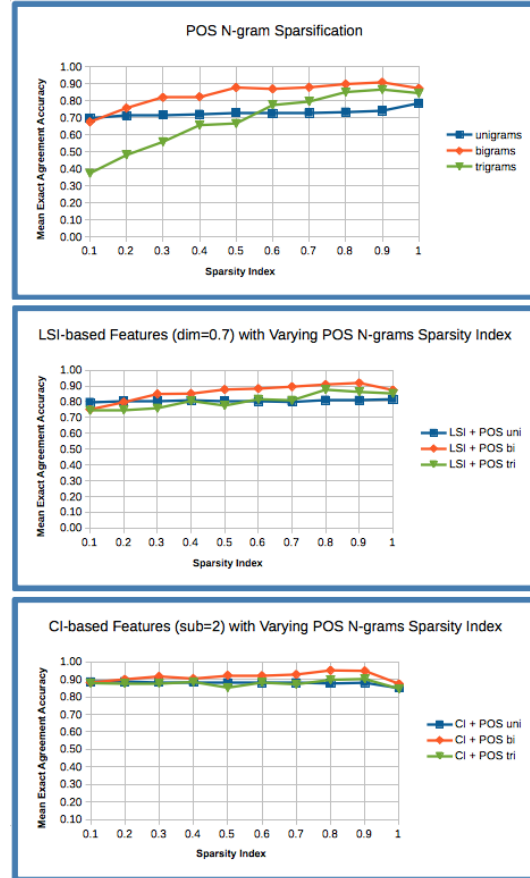 POS N-gram Sparsification
Mean Exact Agreement Accuracy
1.00
0.90
0.80
0.70
0.60
0.50
0.40
0.30
0.20
0.10
0.00
0.1 0.2 0.3 0.4 0.5 0.6 0.7 0.8 0.9 1
Sparsity Index
unigrams
bigrams
trigrams
LSI-based Features (dim=0.7) with Varying POS N-grams Sparsity Index
Mean Exact Agreement Accuracy
1.00
0.90
0.80
0.70
0.60
0.50
0.40
0.30
0.20
0.10
0.00
0.1 0.2 0.3 0.4 0.5 0.6 0.7 0.8 0.9 1
Sparsity Index
LSI + POS uni
LSI + POS bi
LSI + POS tri
CI-based Features (sub=2) with Varying POS N-grams Sparsity Index
Mean Exact Agreement Accuracy
1.00
0.90
0.80
0.70
0.60
0.50
0.40
0.30
0.20
0.10
0.1 0.2 0.3 0.4 0.5 0.6 0.7 0.8 0.9 1
Sparsity Index
CI + POS uni
CI + POS bi
CI + POS tri